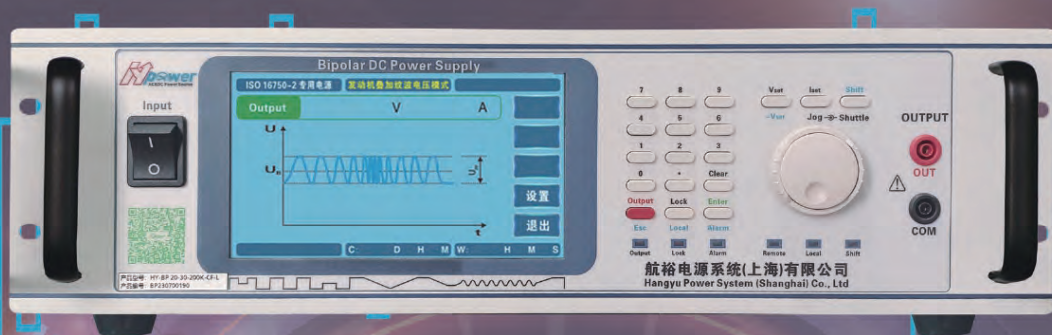 Hypower
Bipolar DC Power Supply
ISO 16750-2 专用电源 发动机叠加纹波电压模式
Output V A
U
U
t
设置
退出
C D H M W: H M S
Input
I
O
产品型号: HY-BP 20-30-200K-CF-L
产品编号: BP230700190
7 8 9
4 5 6
1 2 3
0 • Clear
Output Lock Enter
Esc Local Alarm
Output Lock Alarm Remote Local Shift
Vset Iset Shift
-Vset Jog Shuttle
OUTPUT
OUT
COM
航裕电源系统(上海)有限公司
Hangyu Power System (Shanghai) Co., Ltd